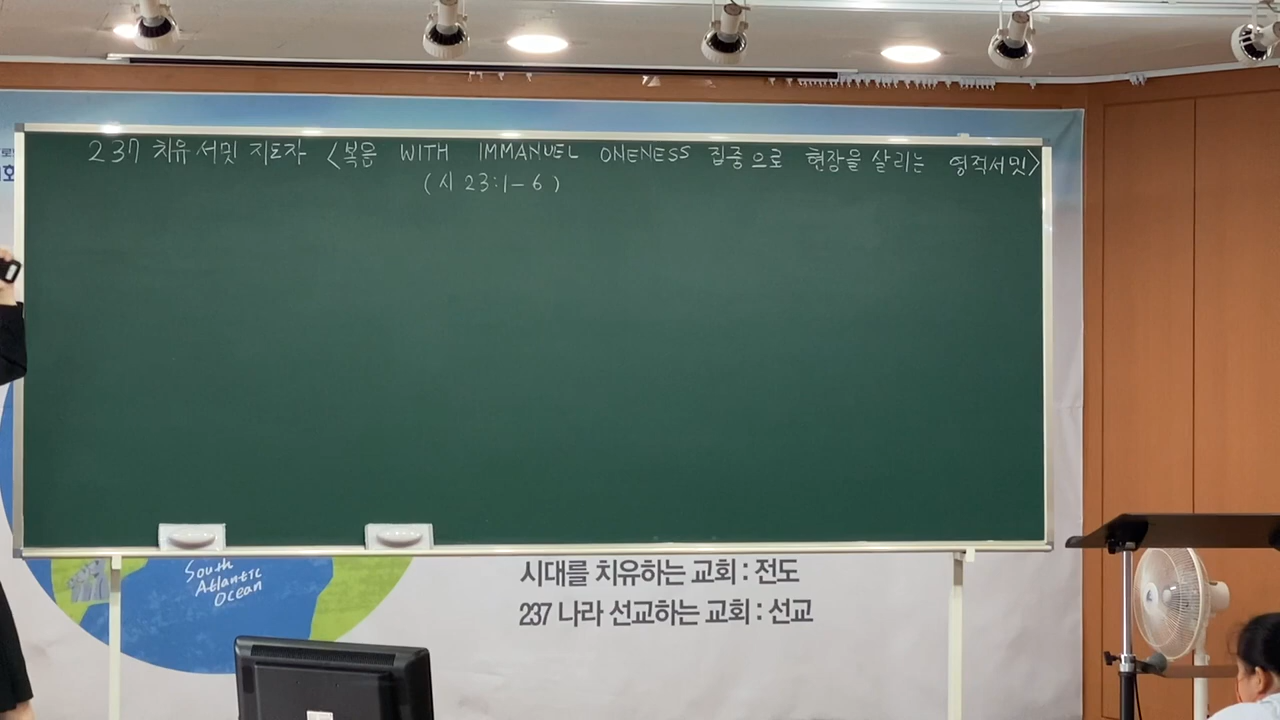 237 치유서밋 지도자 <복음 WITH IMMANUEL ONENESS 집중으로 현장을 살리는 영적서밋>
(시 23:1-6)
South
Atlantic
Ocean
시대를 치유하는 교회 : 전도
237 나라 선교하는 교회 : 선교